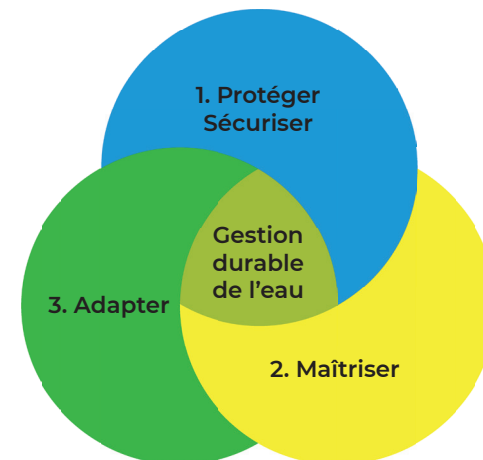 1. Protéger
Sécuriser
Gestion
durable
de l’eau
3. Adapter
2. Maîtriser